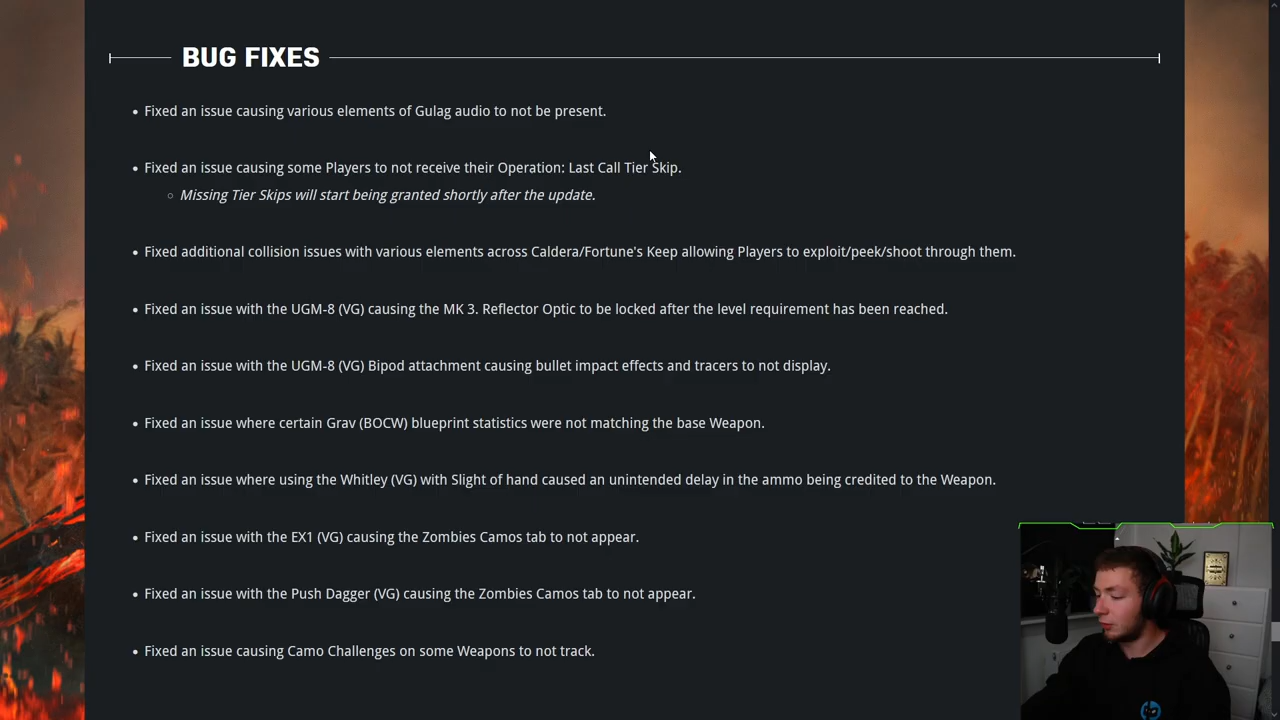 BUG FIXES
• Fixed an issue causing various elements of Gulag audio to not be present.
• Fixed an issue causing some Players to not receive their Operation: Last Call Tier Skip.
○ Missing Tier Skips will start being granted shortly after the update.
• Fixed additional collision issues with various elements across Caldera/Fortune's Keep allowing Players to exploit/peek/shoot through them.
• Fixed an issue with the UGM-8 (VG) causing the MK 3. Reflector Optic to be locked after the level requirement has been reached.
• Fixed an issue with the UGM-8 (VG) Bipod attachment causing bullet impact effects and tracers to not display.
• Fixed an issue where certain Grav (BOCW) blueprint statistics were not matching the base Weapon.
• Fixed an issue where using the Whitley (VG) with Slight of hand caused an unintended delay in the ammo being credited to the Weapon.
• Fixed an issue with the EX1 (VG) causing the Zombies Camos tab to not appear.
• Fixed an issue with the Push Dagger (VG) causing the Zombies Camos tab to not appear.
• Fixed an issue causing Camo Challenges on some Weapons to not track.